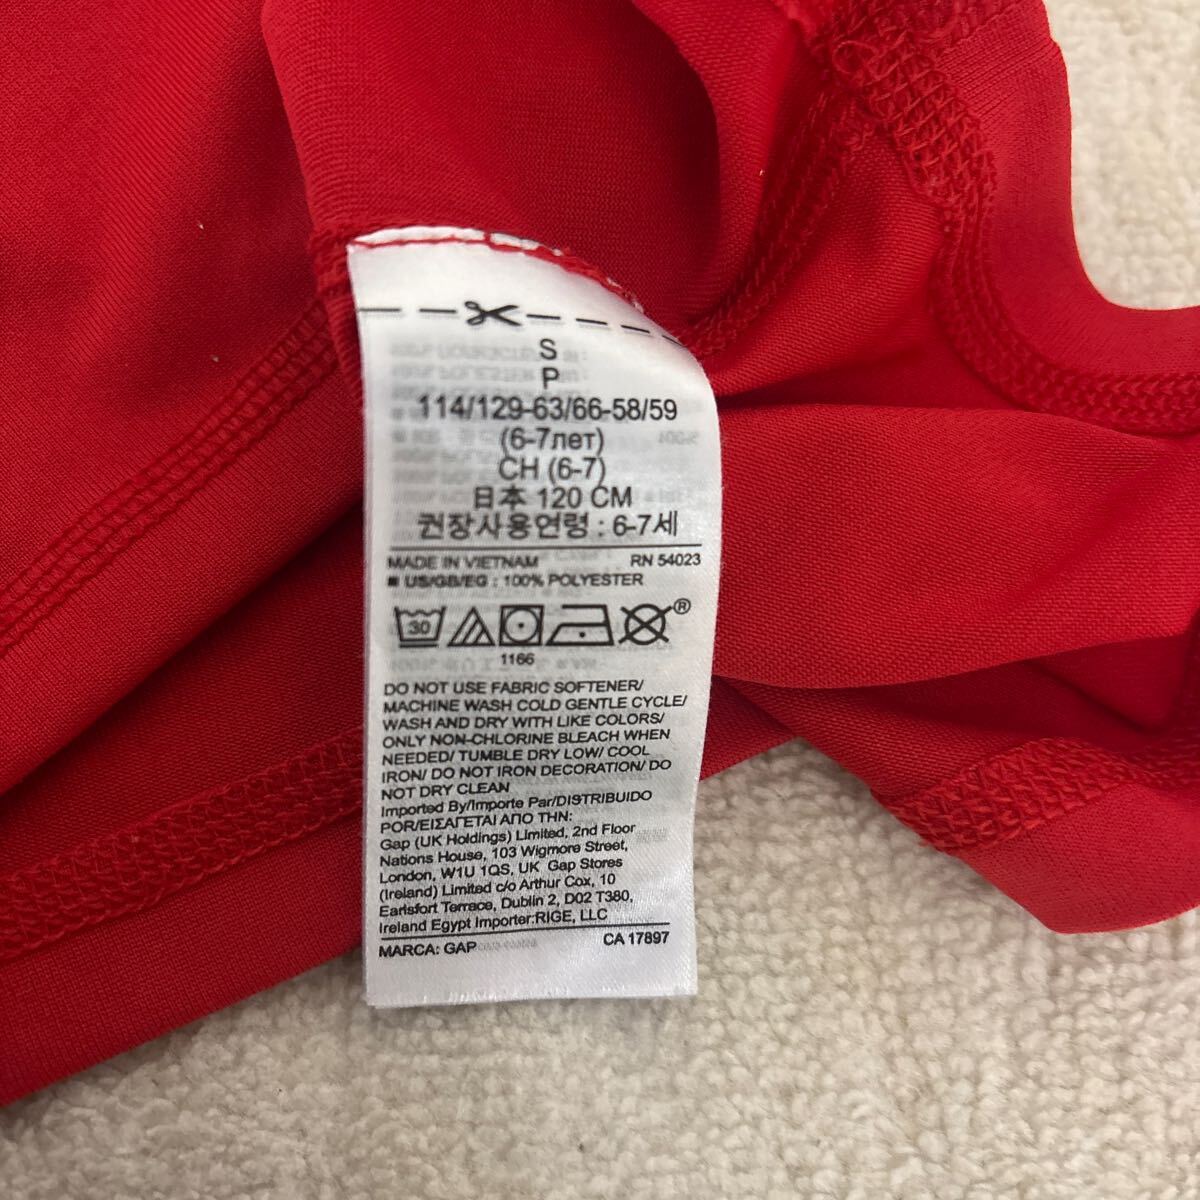 S
P
114/129-63/66-58/59
(6-7лет)
CH (6-7)
日本 120 CM
권장사용연령 : 6-7세
MADE IN VIETNAM RN 54023
■ US/GB/EG : 100% POLYESTER
30 ®
1166
DO NOT USE FABRIC SOFTENER/
MACHINE WASH COLD GENTLE CYCLE/
WASH AND DRY WITH LIKE COLORS/
ONLY NON-CHLORINE BLEACH WHEN
NEEDED/ TUMBLE DRY LOW/ COOL
IRON/ DO NOT IRON DECORATION/ DO
NOT DRY CLEAN
Imported By/Importe Par/DISTRIBUIDO
POR/ΕΙΣΑΓΕΤΑΙ ΑΠΟ ΤΗΝ:
Gap (UK Holdings) Limited, 2nd Floor
Nations House, 103 Wigmore Street,
London, W1U 1QS, UK Gap Stores
(Ireland) Limited c/o Arthur Cox, 10
Earlsfort Terrace, Dublin 2, D02 T380,
Ireland Egypt Importer:RIGE, LLC
MARCA: GAP CA 17897